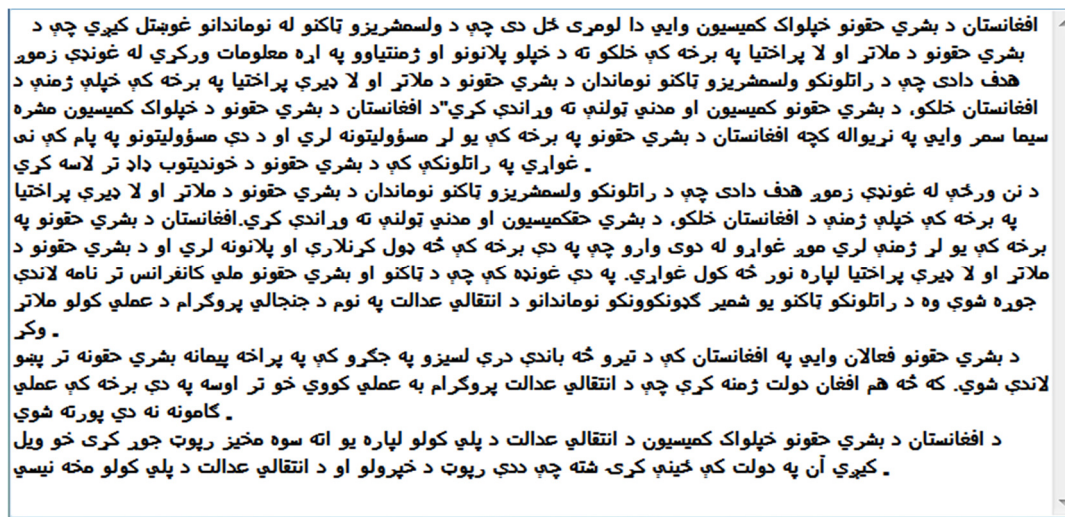 افغانستان د بشري حقونو خپلواک کمیسیون وایي دا لومړی ځل دی چې د ولسمشریزو ټاکنو له نوماندانو غوښتل کیږي چې د
بشري حقونو د ملاتړ او لا پراختیا په برخه کې خلکو ته د خپلو پلانونو او ژمنتیاوو په اړه معلومات ورکړي له غونډې زموږ
هدف دادی چې د راتلونکو ولسمشریزو ټاکنو نوماندان د بشري حقونو د ملاتړ او لا ډیرې پراختیا په برخه کې خپلې ژمنې د
افغانستان خلکو، د بشري حقونو کمیسیون او مدني ټولنې ته وړاندې کړي"د افغانستان د بشري حقونو د خپلواک کمیسیون مشره
سیما سمر وایي په نړیواله کچه افغانستان د بشري حقونو په برخه کې یو لړ مسؤولیتونه لري او د دې مسؤولیتونو په پام کې نی
غواړي په راتلونکي کې د بشري حقونو د خوندیتوب ډاډ تر لاسه کړي ـ
د نن ورځې له غونډې زموږ هدف دادی چې د راتلونکو ولسمشریزو ټاکنو نوماندان د بشري حقونو د ملاتړ او لا ډیرې پراختیا
په برخه کې خپلې ژمنې د افغانستان خلکو، د بشري حقکمیسیون او مدني ټولنې ته وړاندې کړي.افغانستان د بشري حقونو په
برخه کې یو لړ ژمنې لري موږ غواړو له دوی وارو چې په دې برخه کې څه ډول کړنلارې او پلانونه لري او د بشري حقونو د
ملاتړ او لا ډیرې پراختیا لپاره نور څه کول غواړي. په دې غونډه کې چې د ټاکنو او بشري حقونو ملي کانفرانس تر نامه لاندې
جوړه شوې وه د راتلونکو ټاکنو یو شمیر ګډونکوونکو نوماندانو د انتقالي عدالت په نوم د جنجالي پروګرام د عملي کولو ملاتړ
وکړ ـ
د بشري حقونو فعالان وایي په افغانستان کې د تیرو څه باندې درې لسیزو په جګړو کې په پراخه پیمانه بشري حقونه تر پښو
لاندې شوي. که څه هم افغان دولت ژمنه کړې چې د انتقالي عدالت پروګرام به عملي کووي خو تر اوسه په دې برخه کې عملي
ګامونه نه دي پورته شوي ـ
د افغانستان د بشري حقونو خپلواک کمیسیون د انتقالي عدالت د پلي کولو لپاره یو اته سوه مخیز رپوټ جوړ کړی خو ویل
کیږي آن په دولت کې ځینې کړۍ شته چې ددې رپوټ د خپرولو او د انتقالي عدالت د پلي کولو مخه نیسي ـ